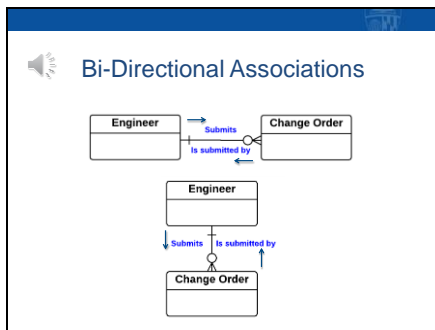 Bi-Directional Associations
Engineer
Submits
Change Order
Is submitted by
Engineer
Submits Is submitted by
Change Order